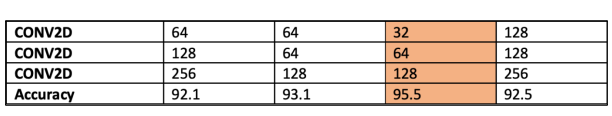 CONV2D 64 64 32 128
CONV2D 128 64 64 128
CONV2D 256 128 128 256
Accuracy 92.1 93.1 95.5 92.5